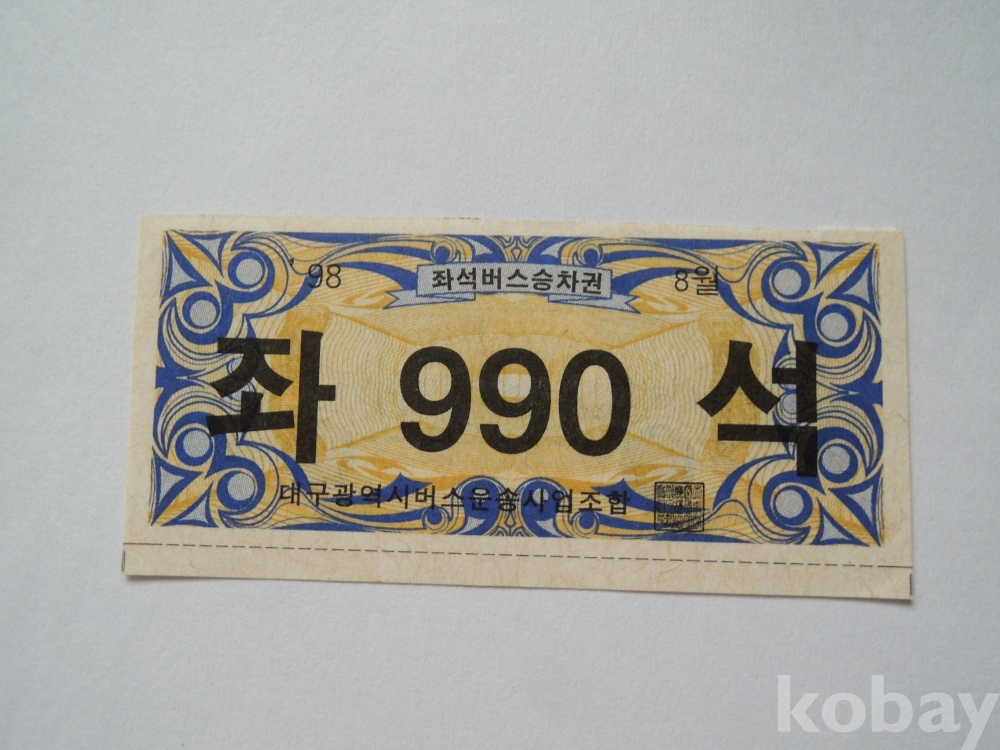 '98 좌석버스승차권 8월
좌 990 석
대구광역시버스운송사업조합
kobay